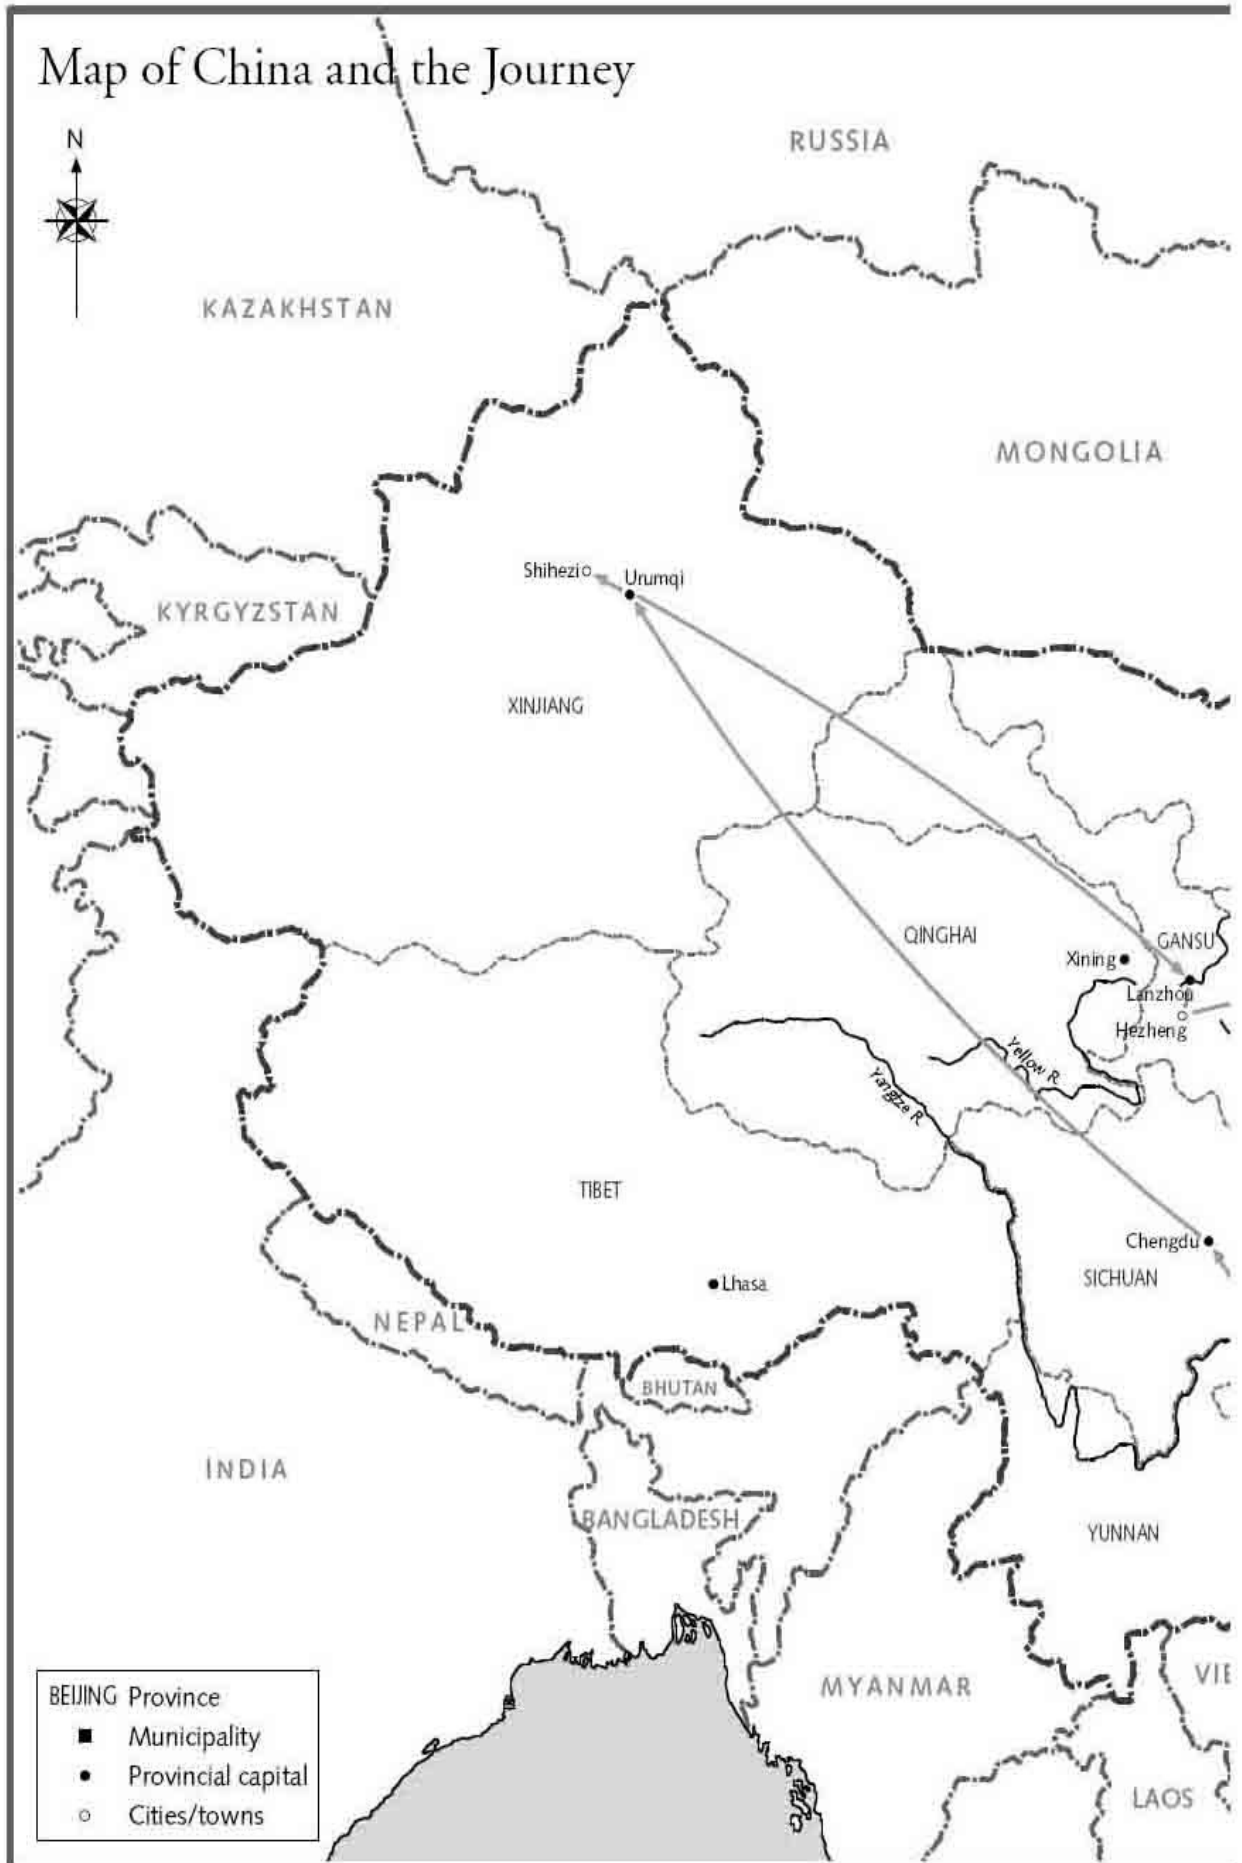 Map of China and the Journey
N
RUSSIA
KAZAKHSTAN
MONGOLIA
Shihezi
Urumqi
KYRGYZSTAN
XINJIANG
QINGHAI
GANSU
Xining
Lanzhou
Hezheng
Yellow R.
Yangtze R.
TIBET
Chengdu
SICHUAN
Lhasa
NEPAL
BHUTAN
INDIA
BANGLADESH
YUNNAN
MYANMAR
VIE
LAOS
BEIJING Province
Municipality
Provincial capital
Cities/towns